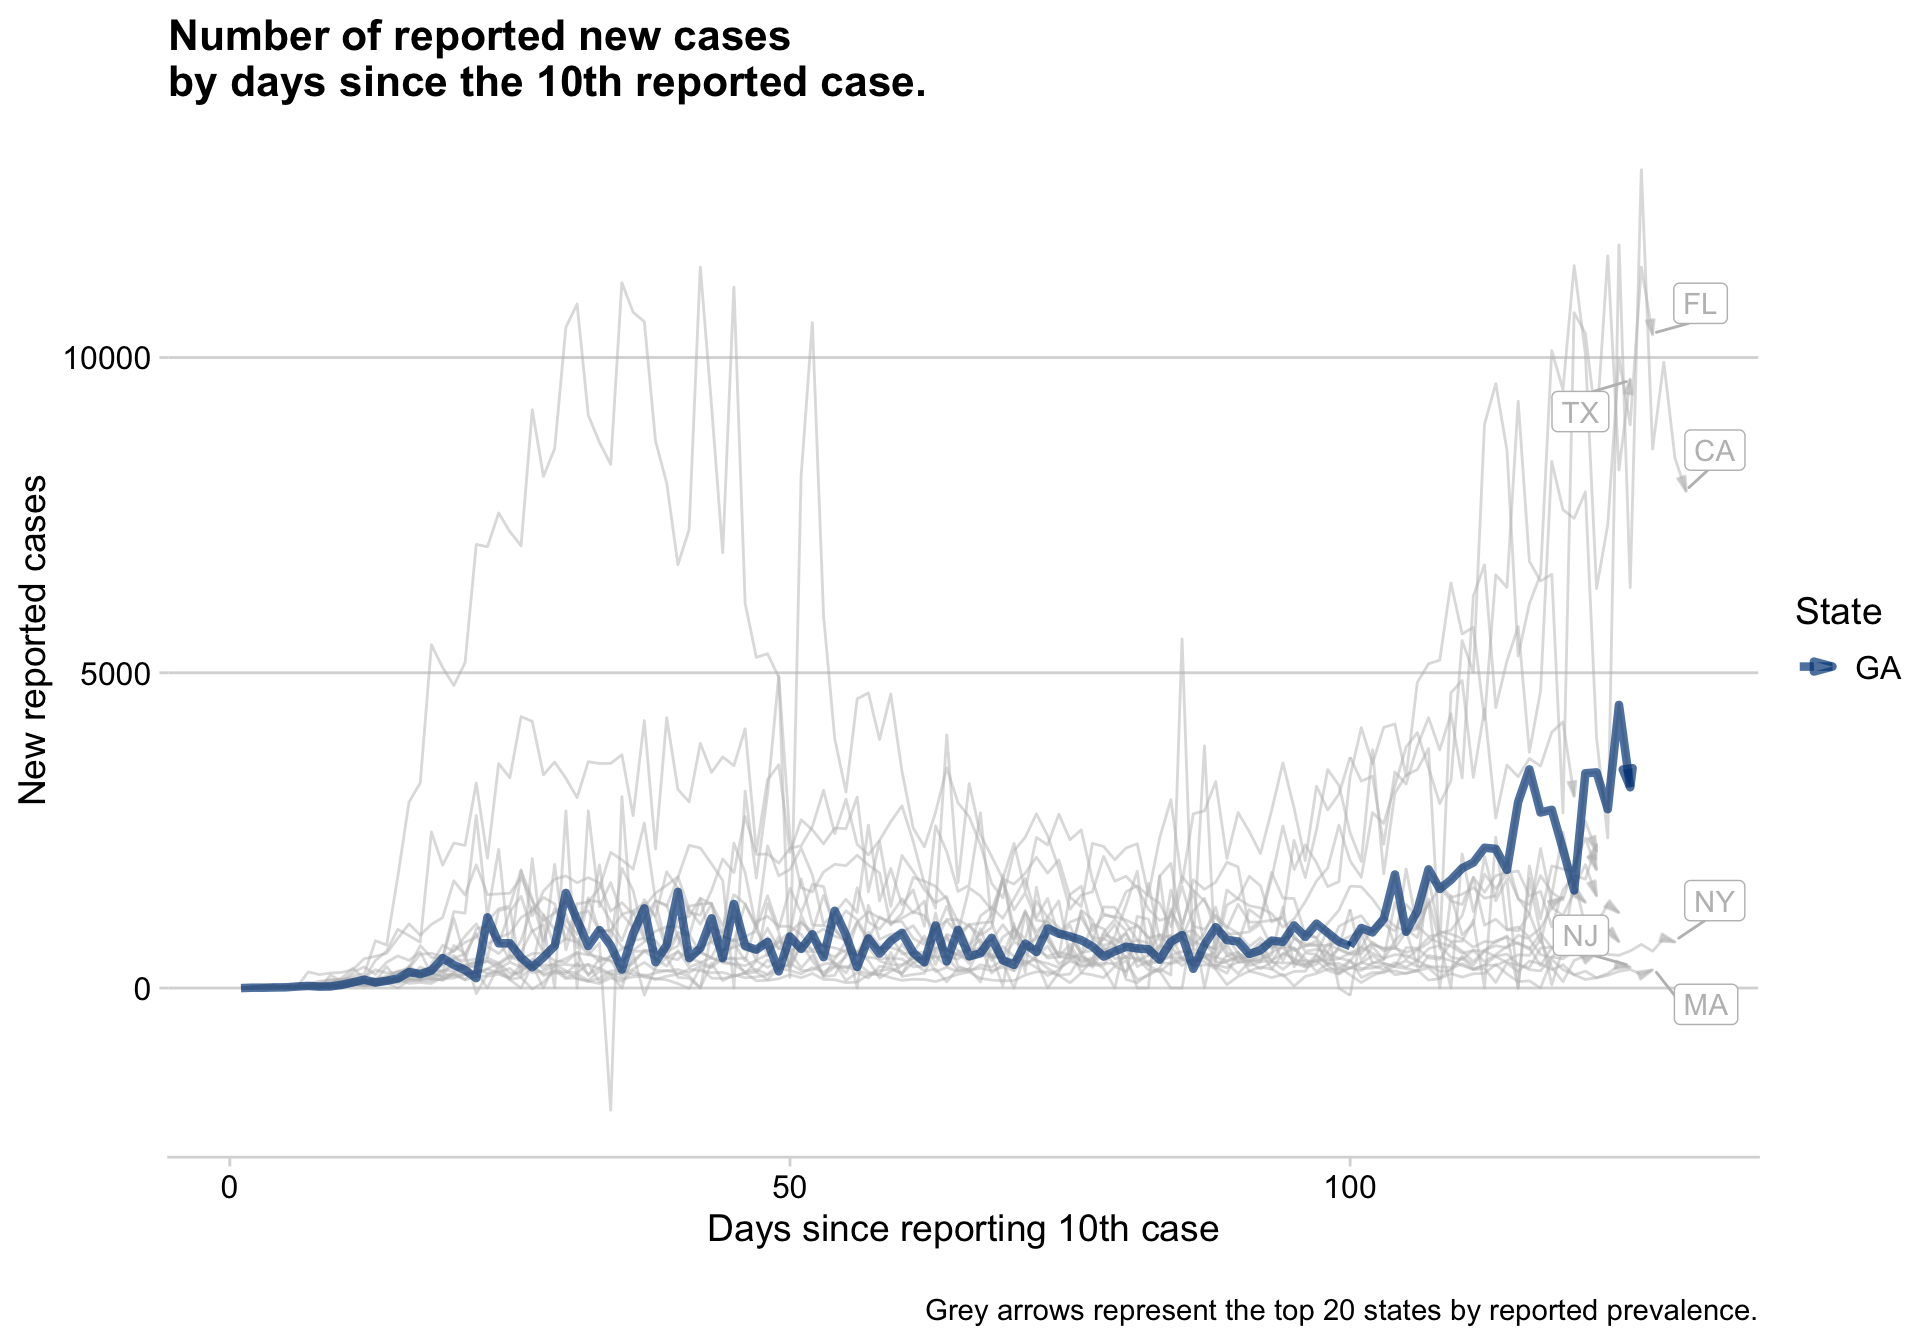 Number of reported new cases
by days since the 10th reported case.
FL
10000
TX
CA
New reported cases
State
5000
GA
NY
NJ
0
MA
0
50
100
Days since reporting 10th case
Grey arrows represent the top 20 states by reported prevalence.